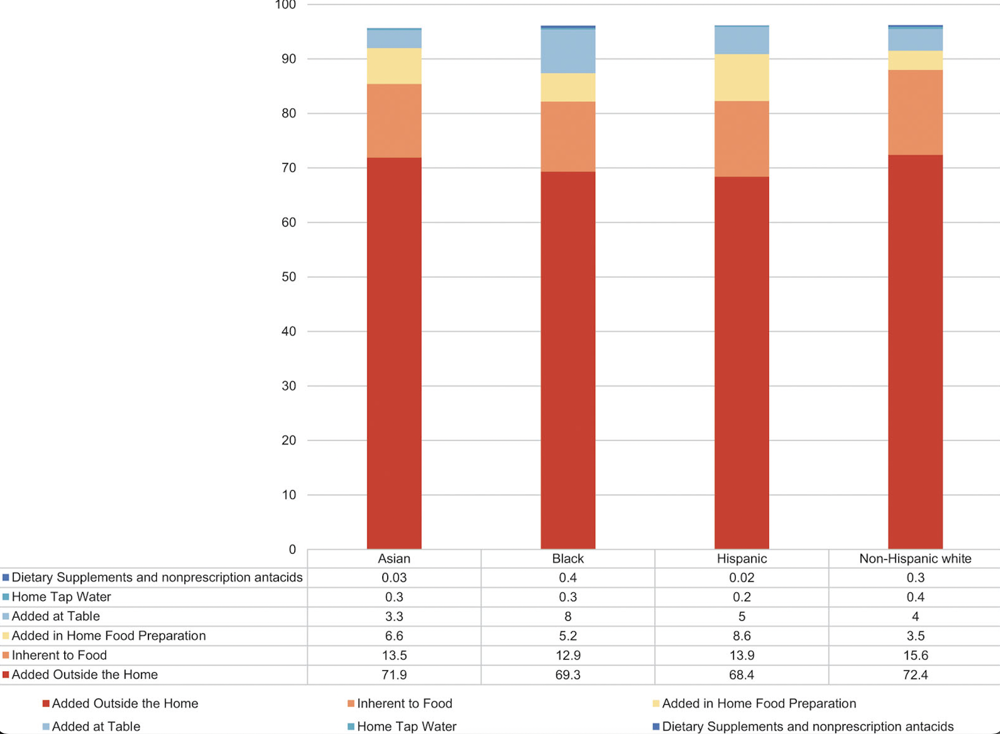 100
90
80
70
60
50
40
30
20
10
0
Asian Black Hispanic Non-Hispanic white
Dietary Supplements and nonprescription antacids 0.03 0.4 0.02 0.3
Home Tap Water 0.3 0.3 0.2 0.4
Added at Table 3.3 8 5 4
Added in Home Food Preparation 6.6 5.2 8.6 3.5
Inherent to Food 13.5 12.9 13.9 15.6
Added Outside the Home 71.9 69.3 68.4 72.4
Added Outside the Home Inherent to Food Added in Home Food Preparation
Added at Table Home Tap Water Dietary Supplements and nonprescription antacids